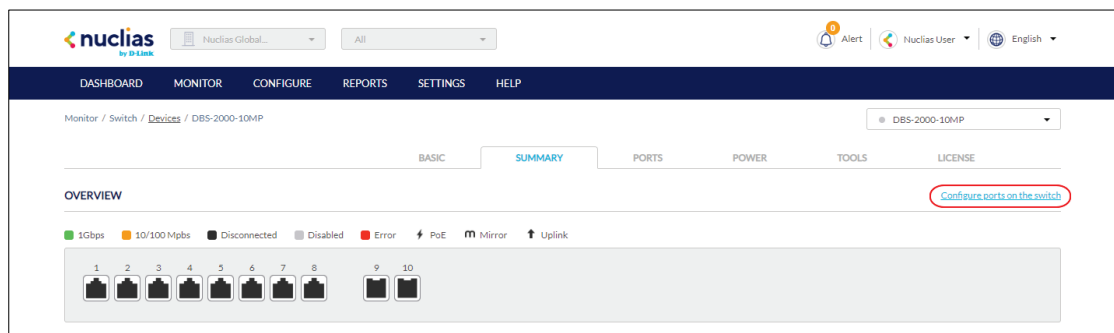 nuclias
by D-Link
Nuclias Global...
All
0
Alert
Nuclias User
English
DASHBOARD MONITOR CONFIGURE REPORTS SETTINGS HELP
Monitor / Switch / Devices / DBS-2000-10MP
DBS-2000-10MP
BASIC SUMMARY PORTS POWER TOOLS LICENSE
OVERVIEW
Configure ports on the switch
1Gbps 10/100 Mpbs Disconnected Disabled Error PoE Mirror Uplink
1 2 3 4 5 6 7 8 9 10